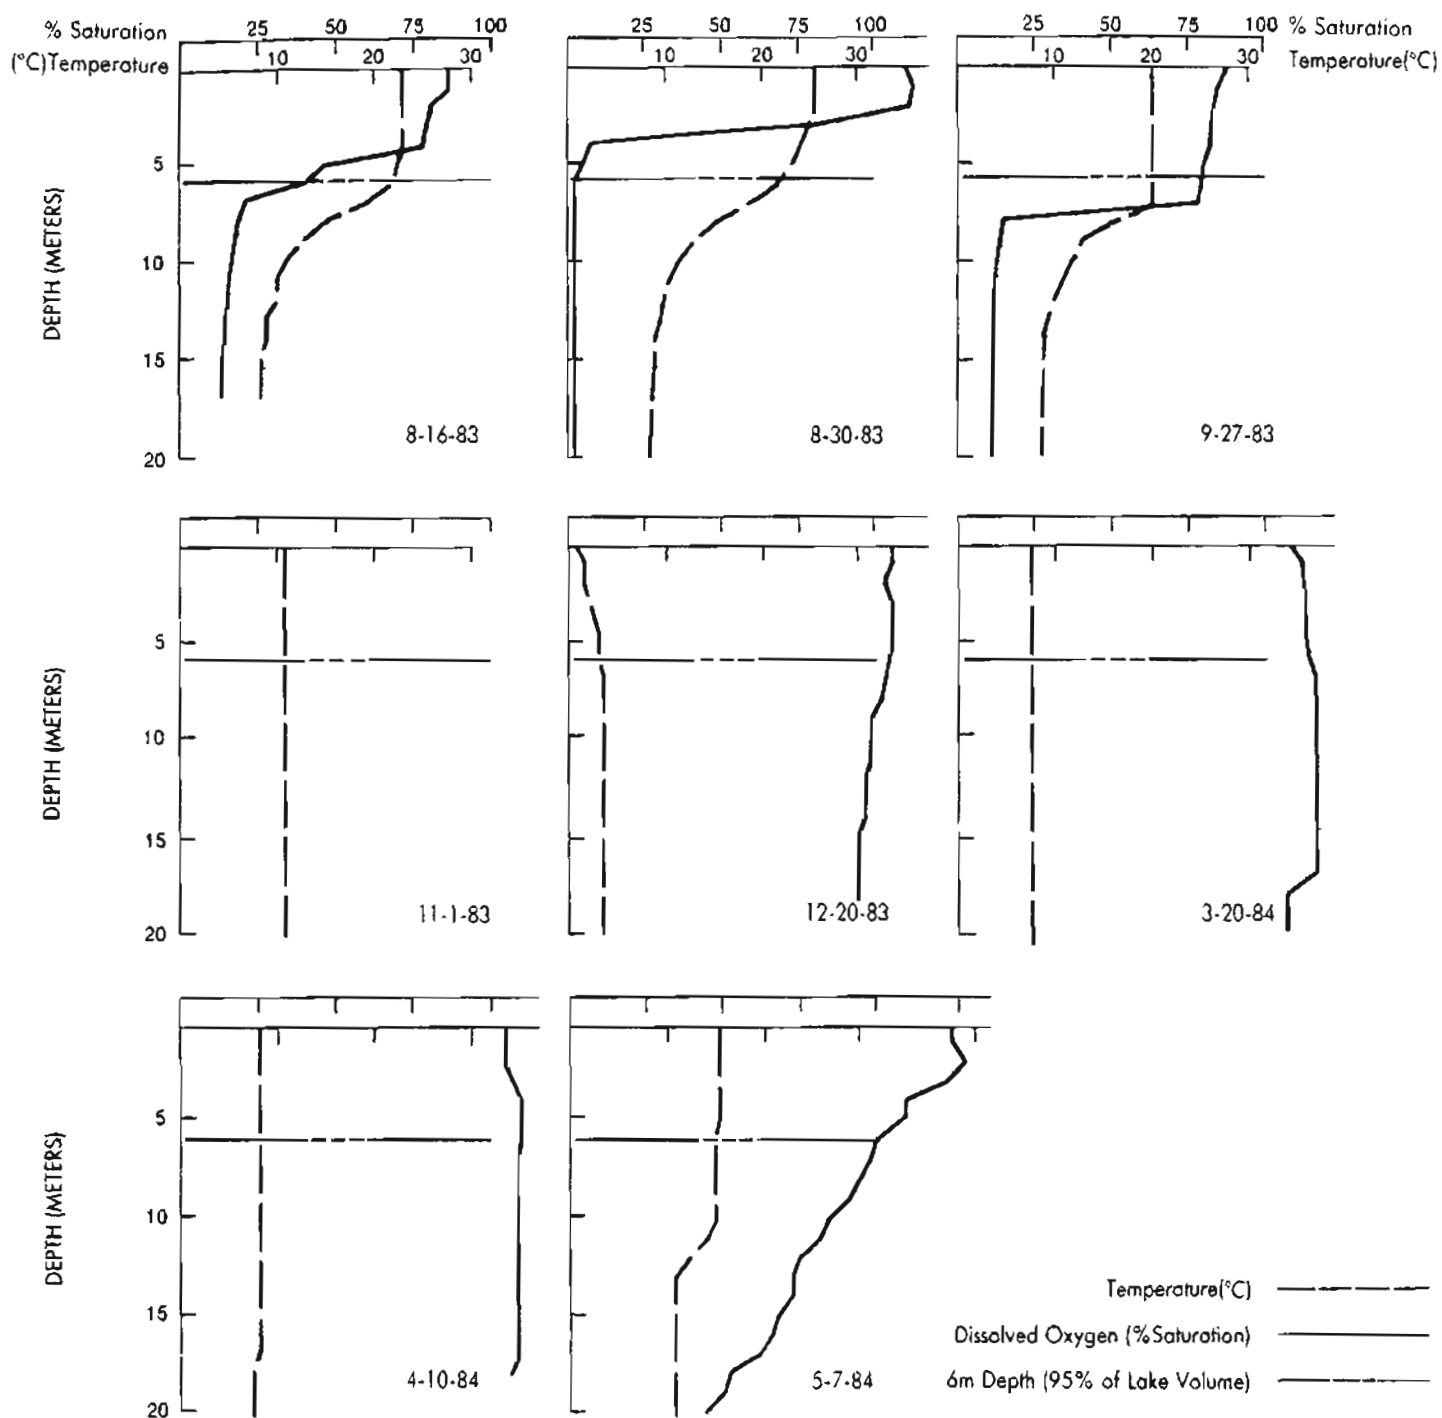 % Saturation 25 50 75 100 25 50 75 100 25 50 75 100 % Saturation
(°C)Temperature 10 20 30 10 20 30 10 20 30 Temperature(°C)
DEPTH (METERS)
5
10
15
20
8-16-83 8-30-83 9-27-83
DEPTH (METERS)
5
10
15
20
11-1-83 12-20-83 3-20-84
DEPTH (METERS)
5
10
15
20
4-10-84 5-7-84
Temperature(°C)
Dissolved Oxygen (%Saturation)
6m Depth (95% of Lake Volume)